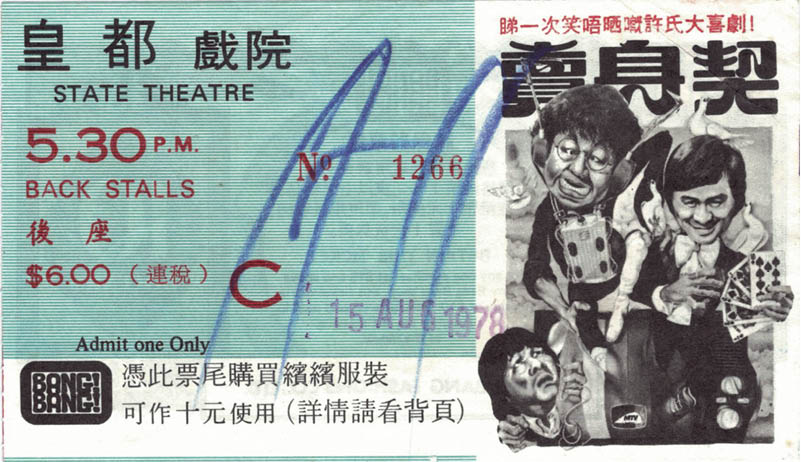 皇都戲院
STATE THEATRE
5.30 P.M.
BACK STALLS
後座
$6.00（連稅）
C
No. 1266
15 AUG 1978
Admit one Only
BANG! BANG!
憑此票尾購買繽繽服裝
可作十元使用（詳情請看背頁）
睇一次笑唔晒嘅許氏大喜劇!
賣身契
MTV